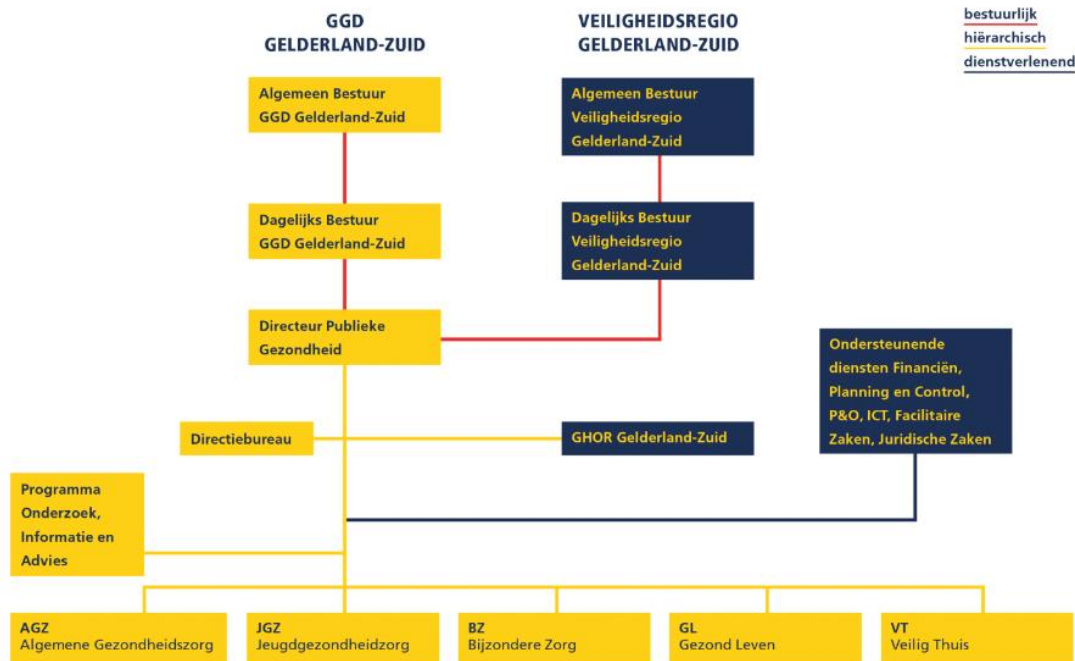 GGD
GELDERLAND-ZUID
VEILIGHEIDSREGIO
GELDERLAND-ZUID
bestuurlijk
hiërarchisch
dienstverlenend
Algemeen Bestuur
GGD Gelderland-Zuid
Algemeen Bestuur
Veiligheidsregio
Gelderland-Zuid
Dagelijks Bestuur
GGD Gelderland-Zuid
Dagelijks Bestuur
Veiligheidsregio
Gelderland-Zuid
Directeur Publieke
Gezondheid
Ondersteunende
diensten Financiën,
Planning en Control,
P&O, ICT, Facilitaire
Zaken, Juridische Zaken
Directiebureau
GHOR Gelderland-Zuid
Programma
Onderzoek,
Informatie en
Advies
AGZ
Algemene Gezondheidszorg
JGZ
Jeugdgezondheidzorg
BZ
Bijzondere Zorg
GL
Gezond Leven
VT
Veilig Thuis